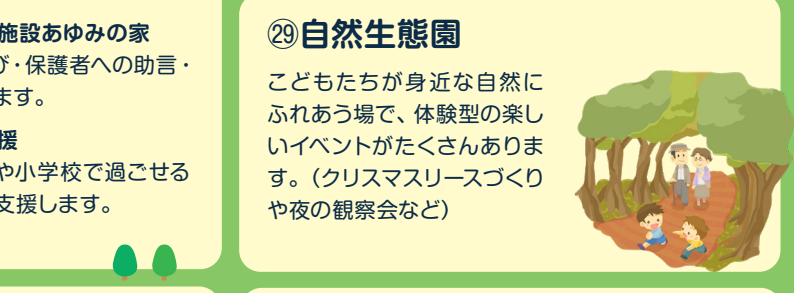 施設あゆみの家
び・保護者への助言・
ます。
援
や小学校で過ごせる
支援します。
㉙自然生態園
こどもたちが身近な自然に
ふれあう場で、体験型の楽し
いイベントがたくさんありま
す。（クリスマスリースづくり
や夜の観察会など）